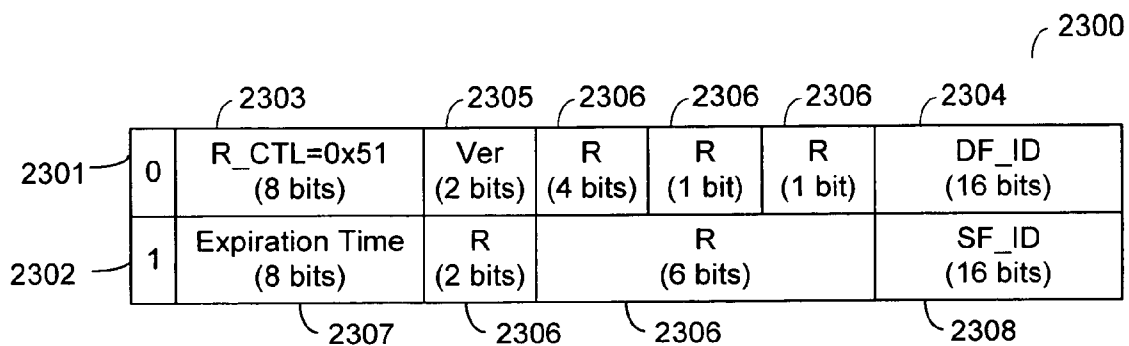 2300
2303 2305 2306 2306 2306 2304
2301 0 R_CTL=0x51 Ver R R R DF_ID
(8 bits) (2 bits) (4 bits) (1 bit) (1 bit) (16 bits)
2302 1 Expiration Time R R SF_ID
(8 bits) (2 bits) (6 bits) (16 bits)
2307 2306 2306 2308